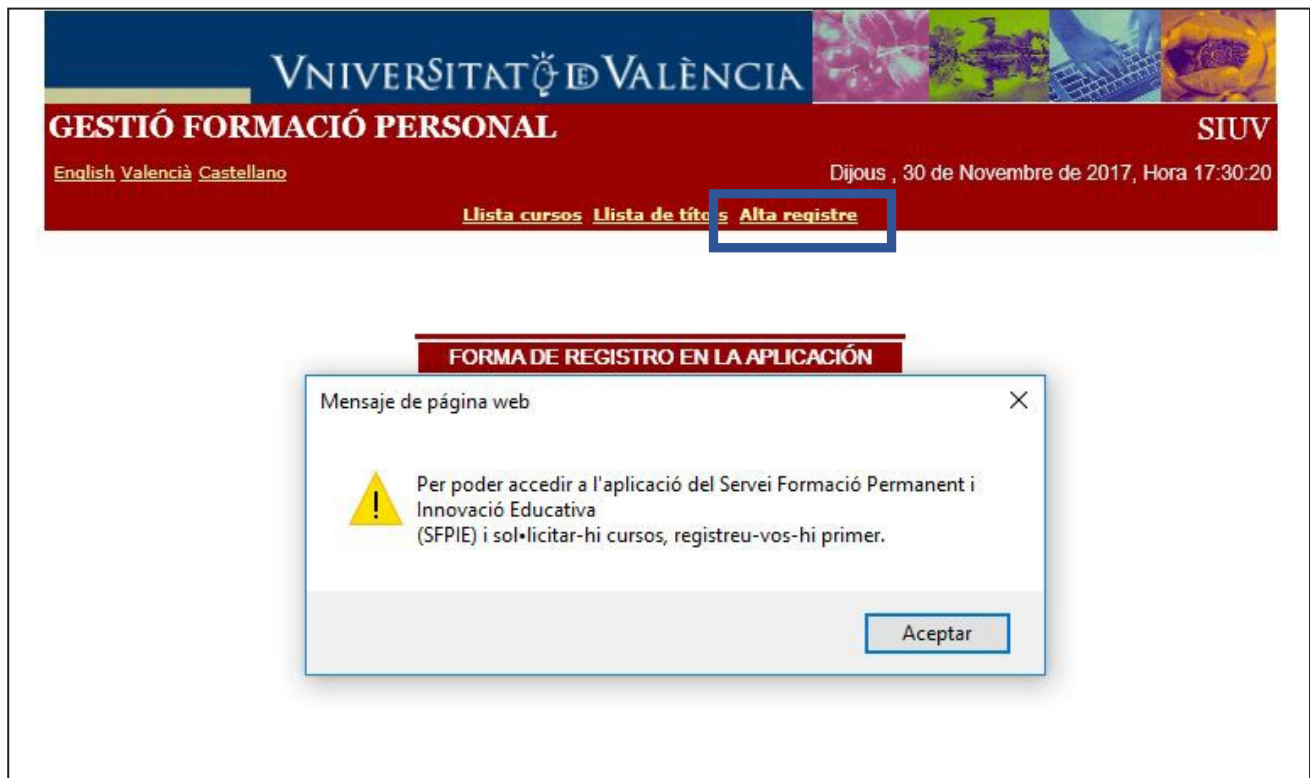 VNIVERSITAT DE VALÈNCIA
GESTIÓ FORMACIÓ PERSONAL
SIUV
English Valencià Castellano
Dijous , 30 de Novembre de 2017, Hora 17:30:20
Llista cursos Llista de títols Alta registre
FORMA DE REGISTRO EN LA APLICACIÓN
Mensaje de página web
Per poder accedir a l'aplicació del Servei Formació Permanent i
Innovació Educativa
(SFPIE) i sol•licitar-hi cursos, registreu-vos-hi primer.
Aceptar